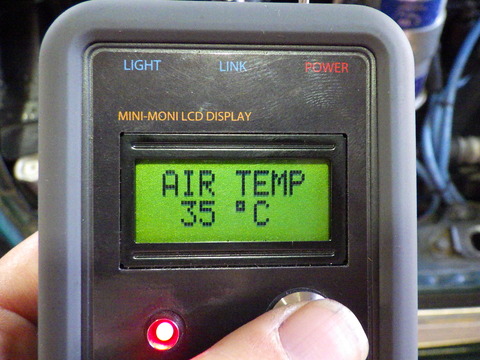 LIGHT LINK POWER
MINI-MONI LCD DISPLAY
AIR TEMP
35 °C